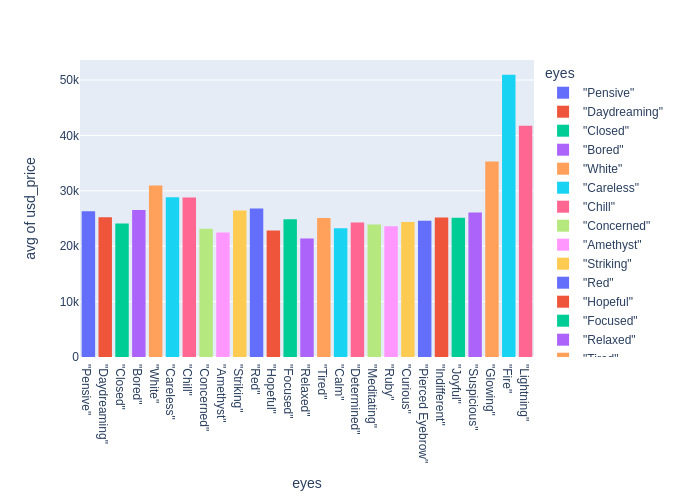 50k
40k
30k
20k
10k
0
avg of usd_price
"Pensive"
"Daydreaming"
"Closed"
"Bored"
"White"
"Careless"
"Chill"
"Concerned"
"Amethyst"
"Striking"
"Red"
"Hopeful"
"Focused"
"Relaxed"
"Tired"
"Calm"
"Determined"
"Meditating"
"Ruby"
"Curious"
"Pierced Eyebrow"
"Indifferent"
"Joyful"
"Suspicious"
"Glowing"
"Fire"
"Lightning"
eyes
eyes
"Pensive"
"Daydreaming"
"Closed"
"Bored"
"White"
"Careless"
"Chill"
"Concerned"
"Amethyst"
"Striking"
"Red"
"Hopeful"
"Focused"
"Relaxed"
"Tired"